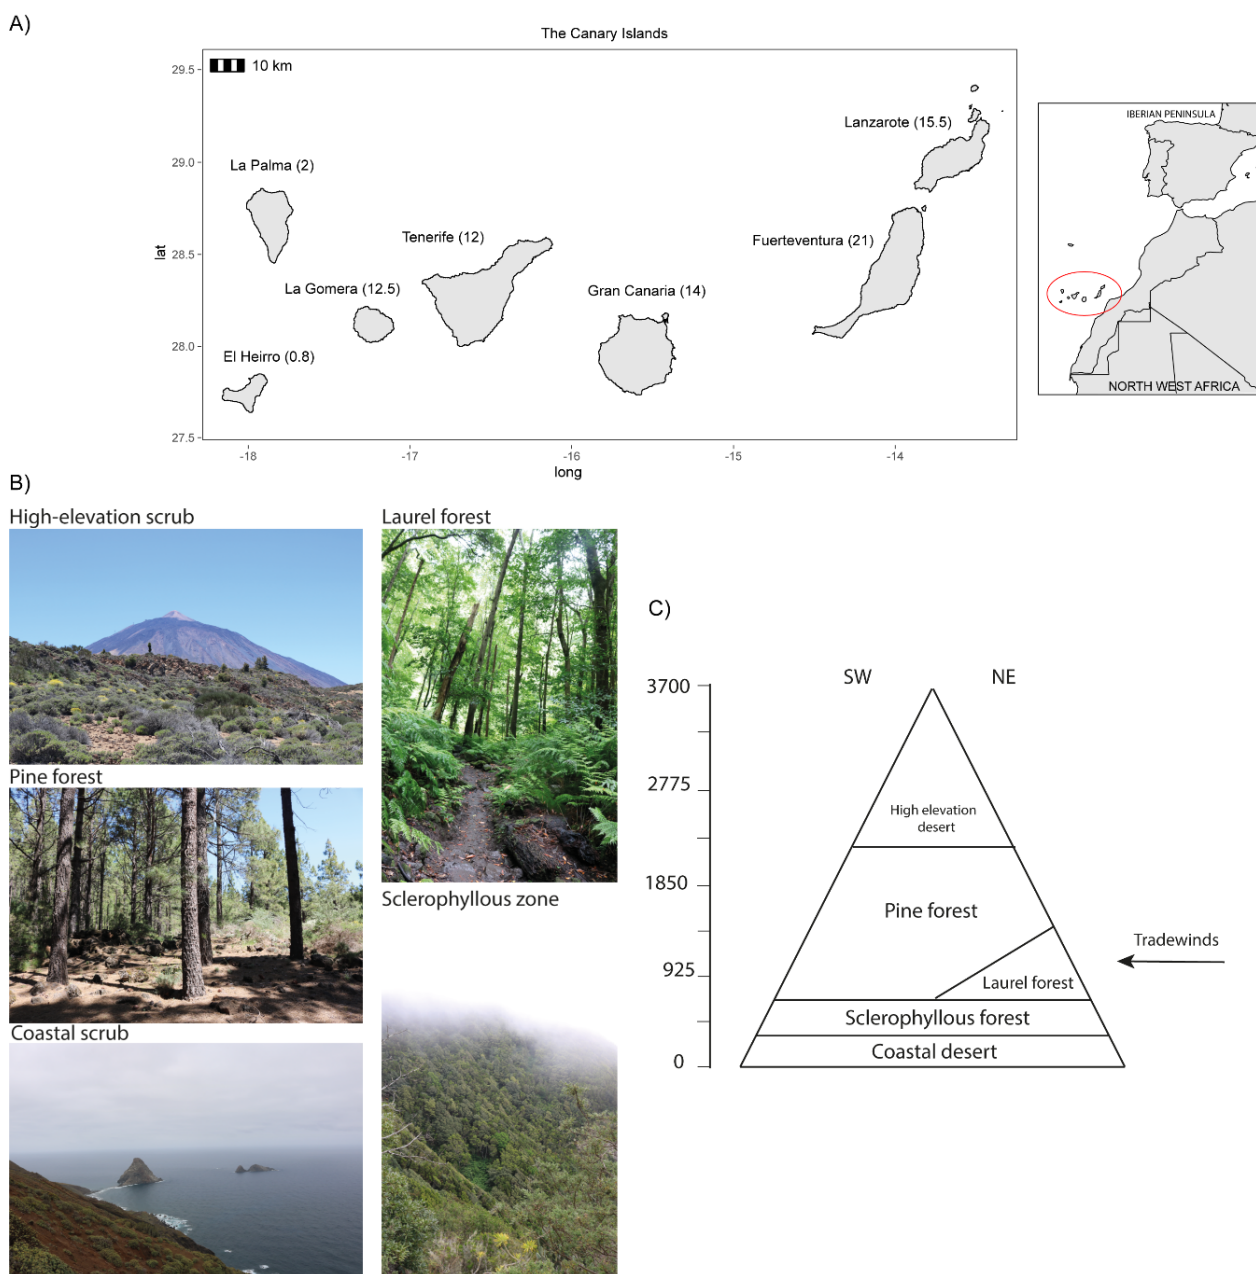 A)
The Canary Islands
10 km
29.5
29.0
28.5
28.0
27.5
lat
-18
-17
-16
-15
-14
long
La Palma (2)
Tenerife (12)
La Gomera (12.5)
El Heirro (0.8)
Gran Canaria (14)
Fuerteventura (21)
Lanzarote (15.5)
IBERIAN PENINSULA
NORTH WEST AFRICA
B)
High-elevation scrub
Laurel forest
Pine forest
Sclerophyllous zone
Coastal scrub
C)
SW
NE
3700
2775
1850
925
0
High elevation
desert
Pine forest
Laurel forest
Sclerophyllous forest
Coastal desert
Tradewinds